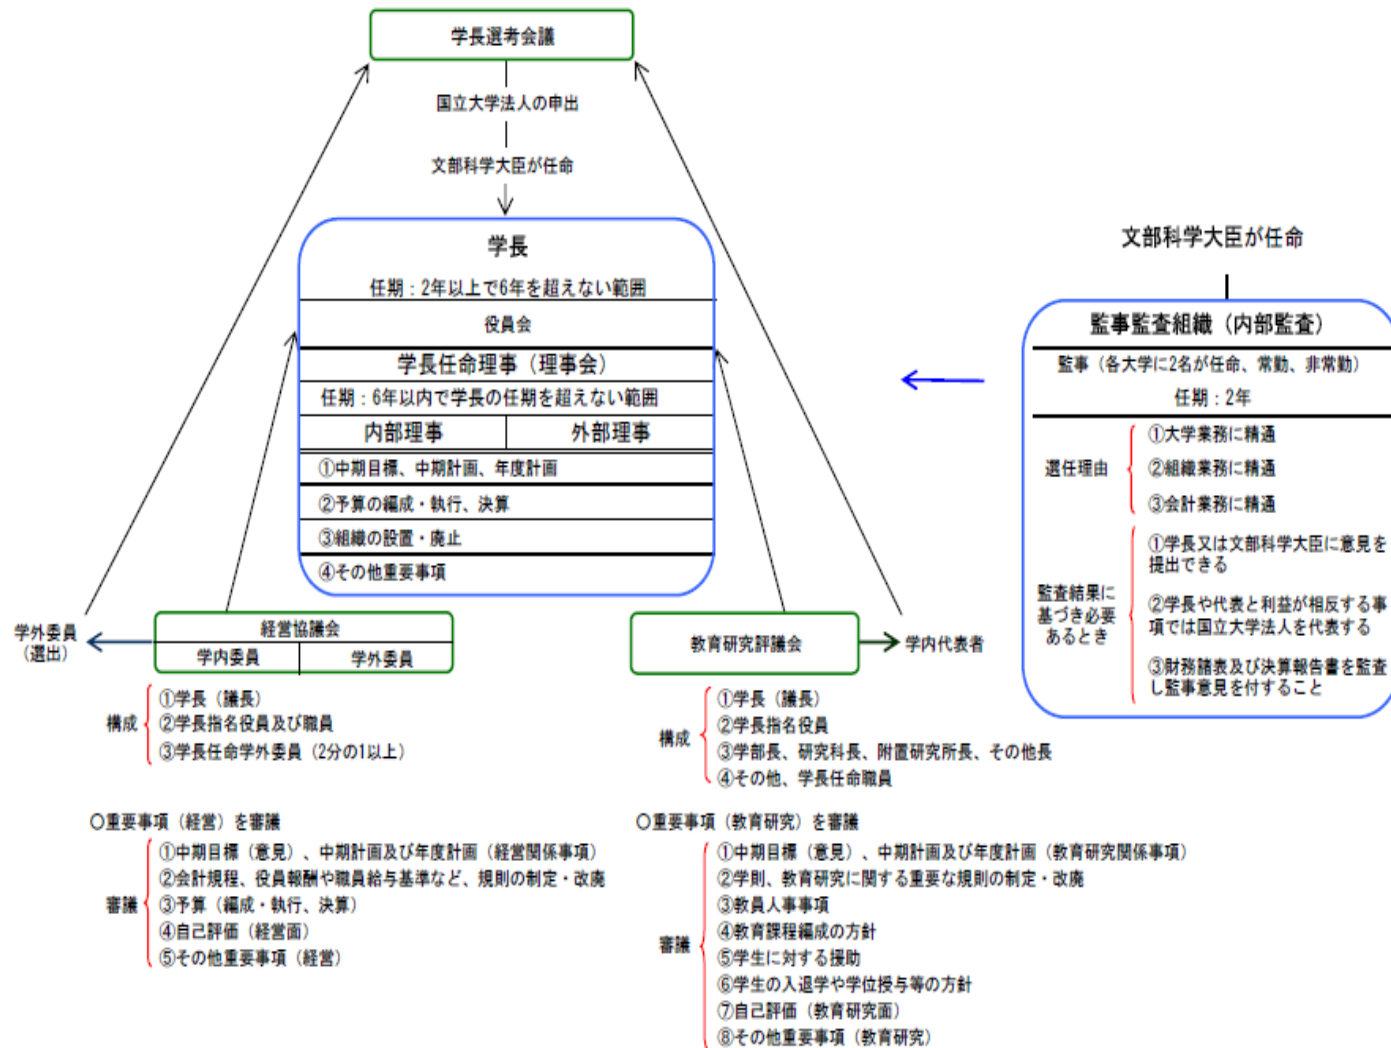 学長選考会議
国立大学法人の申出
文部科学大臣が任命
学長
任期：2年以上で6年を超えない範囲
役員会
学長任命理事（理事会）
任期：6年以内で学長の任期を超えない範囲
内部理事
外部理事
①中期目標、中期計画、年度計画
②予算の編成・執行、決算
③組織の設置・廃止
④その他重要事項
文部科学大臣が任命
監事監査組織（内部監査）
監事（各大学に2名が任命、常勤、非常勤）
任期：2年
選任理由
①大学業務に精通
②組織業務に精通
③会計業務に精通
監査結果に
基づき必要
あるとき
①学長又は文部科学大臣に意見を
提出できる
②学長や代表と利益が相反する事
項では国立大学法人を代表する
③財務諸表及び決算報告書を監査
し監事意見を付すること
学外委員
（選出）
経営協議会
学内委員
学外委員
構成
①学長（議長）
②学長指名役員及び職員
③学長任命学外委員（2分の1以上）
〇重要事項（経営）を審議
審議
①中期目標（意見）、中期計画及び年度計画（経営関係事項）
②会計規程、役員報酬や職員給与基準など、規則の制定・改廃
③予算（編成・執行、決算）
④自己評価（経営面）
⑤その他重要事項（経営）
教育研究評議会
学内代表者
構成
①学長（議長）
②学長指名役員
③学部長、研究科長、附置研究所長、その他長
④その他、学長任命職員
〇重要事項（教育研究）を審議
審議
①中期目標（意見）、中期計画及び年度計画（教育研究関係事項）
②学則、教育研究に関する重要な規則の制定・改廃
③教員人事事項
④教育課程編成の方針
⑤学生に対する援助
⑥学生の入退学や学位授与等の方針
⑦自己評価（教育研究面）
⑧その他重要事項（教育研究）